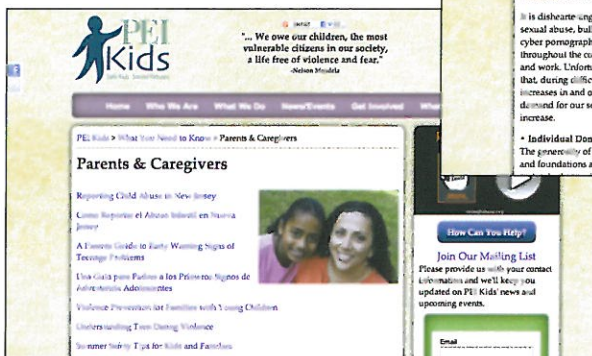 PEI
Kids
"... We owe our children, the most
vulnerable citizens in our society,
a life free of violence and fear."
-Nelson Mandela
Home Who We Are What We Do News/Events Get Involved
PEI Kids > What You Need to Know > Parents & Caregivers
Parents & Caregivers
Reporting Child Abuse in New Jersey
Como Reportar el Abuso Infantil en Nueva
Jersey
A Parents Guide to Early Warning Signs of
Teenage Problems
Una Guia para Padres a los Primeros Signos de
Advertencia Adolescentes
Violence Prevention for Families with Young Children
Understanding Teen Dating Violence
Summer Safety Tips for Kids and Families
sexual abuse, bull
cyber pornograph
throughout the co
and work. Unfortu
that, during diffic
increases in and o
demand for our se
increase.
• Individual Don
The generosity of
and foundations a
How Can You Help?
Join Our Mailing List
Please provide us with your contact
information and we'll keep you
updated on PEI Kids' news and
upcoming events.
Email